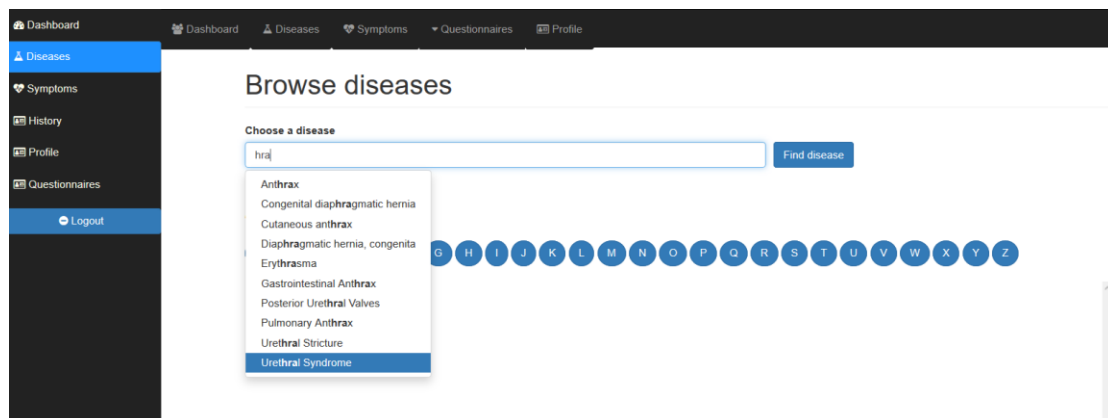 Dashboard
Diseases
Symptoms
History
Profile
Questionnaires
Logout
Dashboard Diseases Symptoms Questionnaires Profile
Browse diseases
Choose a disease
hra
Find disease
Anthrax
Congenital diaphragmatic hernia
Cutaneous anthrax
Diaphragmatic hernia, congenita
Erythrasma
Gastrointestinal Anthrax
Posterior Urethral Valves
Pulmonary Anthrax
Urethral Stricture
Urethral Syndrome
G H I J K L M N O P Q R S T U V W X Y Z